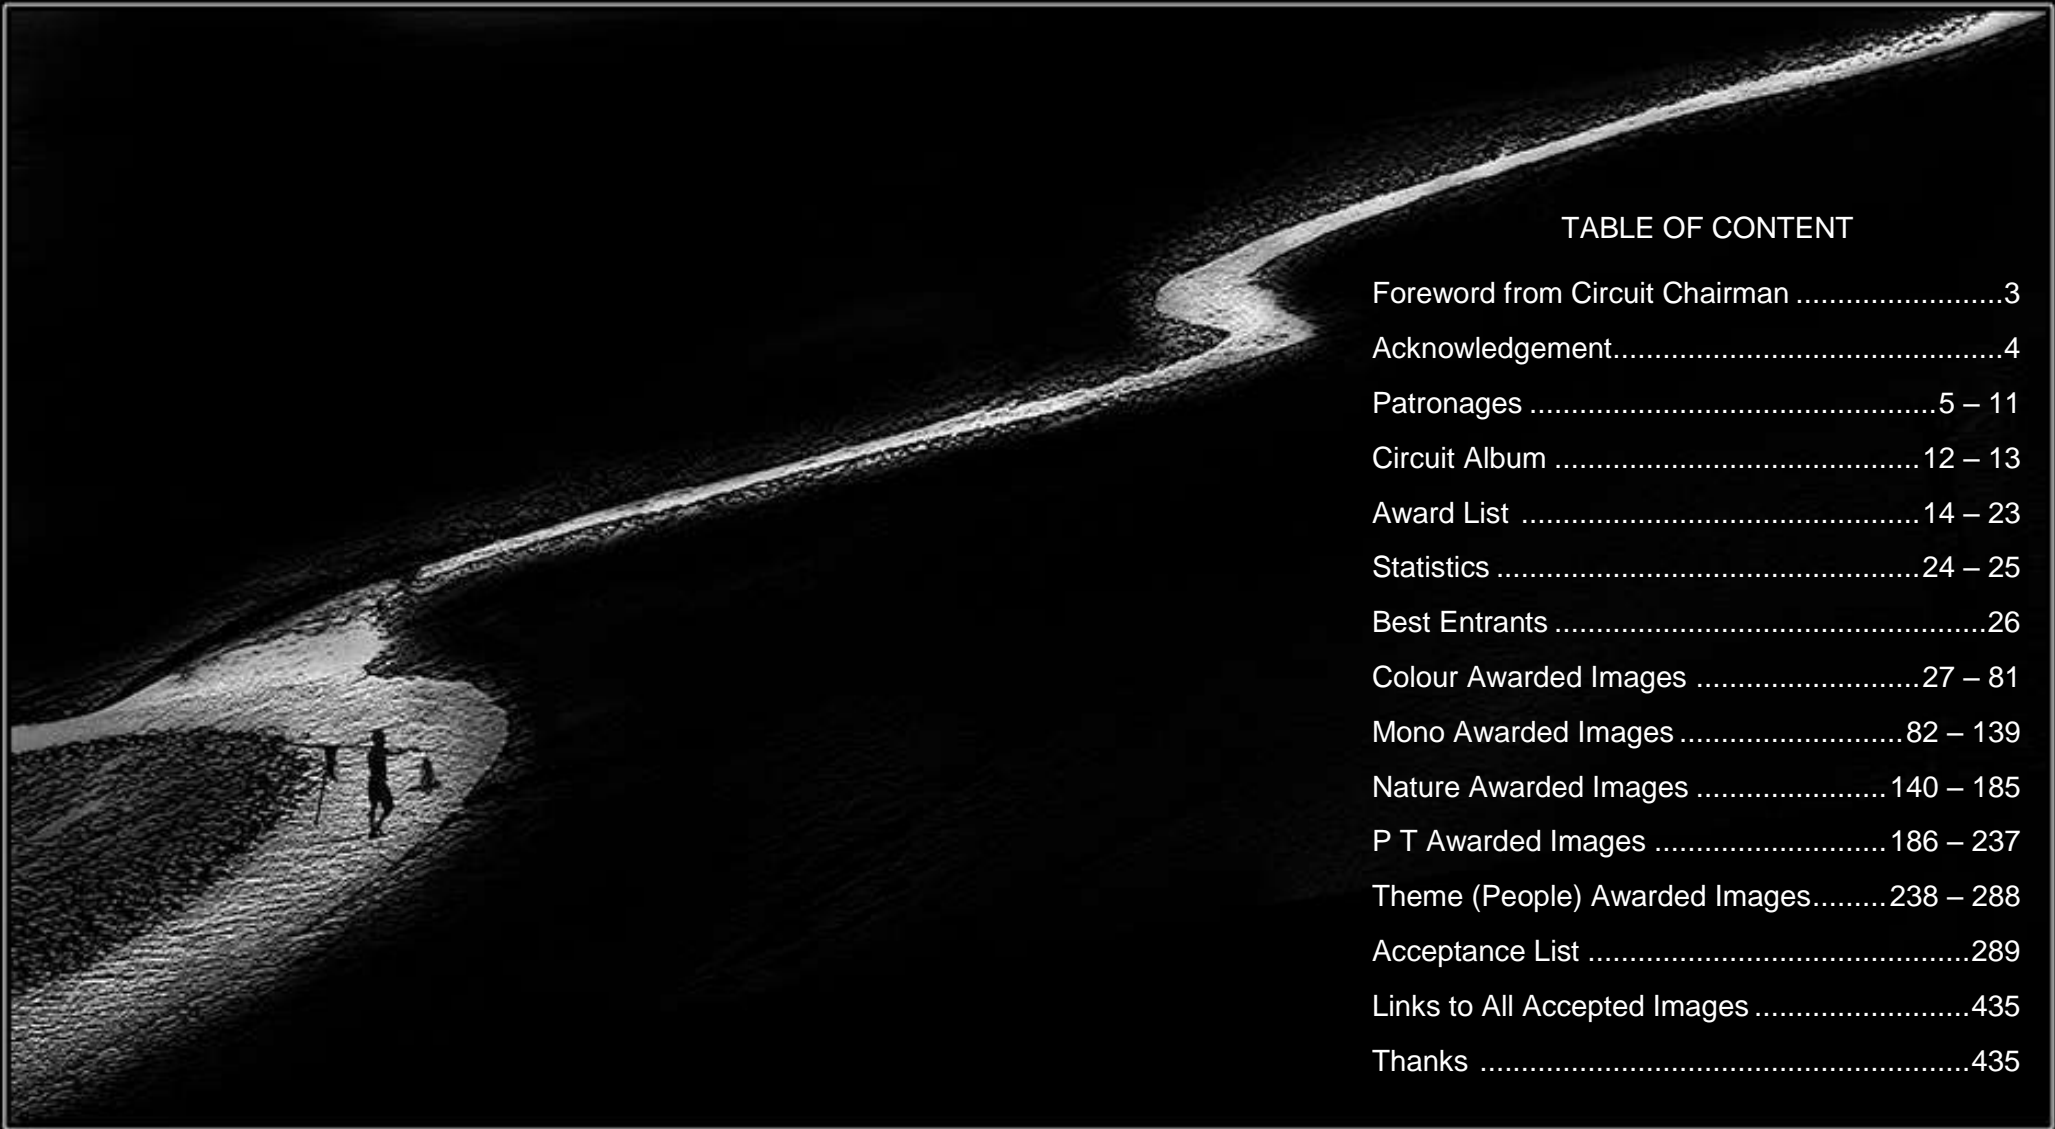 TABLE OF CONTENT
Foreword from Circuit Chairman ........................3
Acknowledgement........................................4
Patronages .........................................5 – 11
Circuit Album .....................................12 – 13
Award List ........................................14 – 23
Statistics ...........................................24 – 25
Best Entrants ............................................26
Colour Awarded Images .......................27 – 81
Mono Awarded Images .......................82 – 139
Nature Awarded Images ...................140 – 185
P T Awarded Images ........................186 – 237
Theme (People) Awarded Images........238 – 288
Acceptance List .......................................289
Links to All Accepted Images ......................435
Thanks ..................................................435